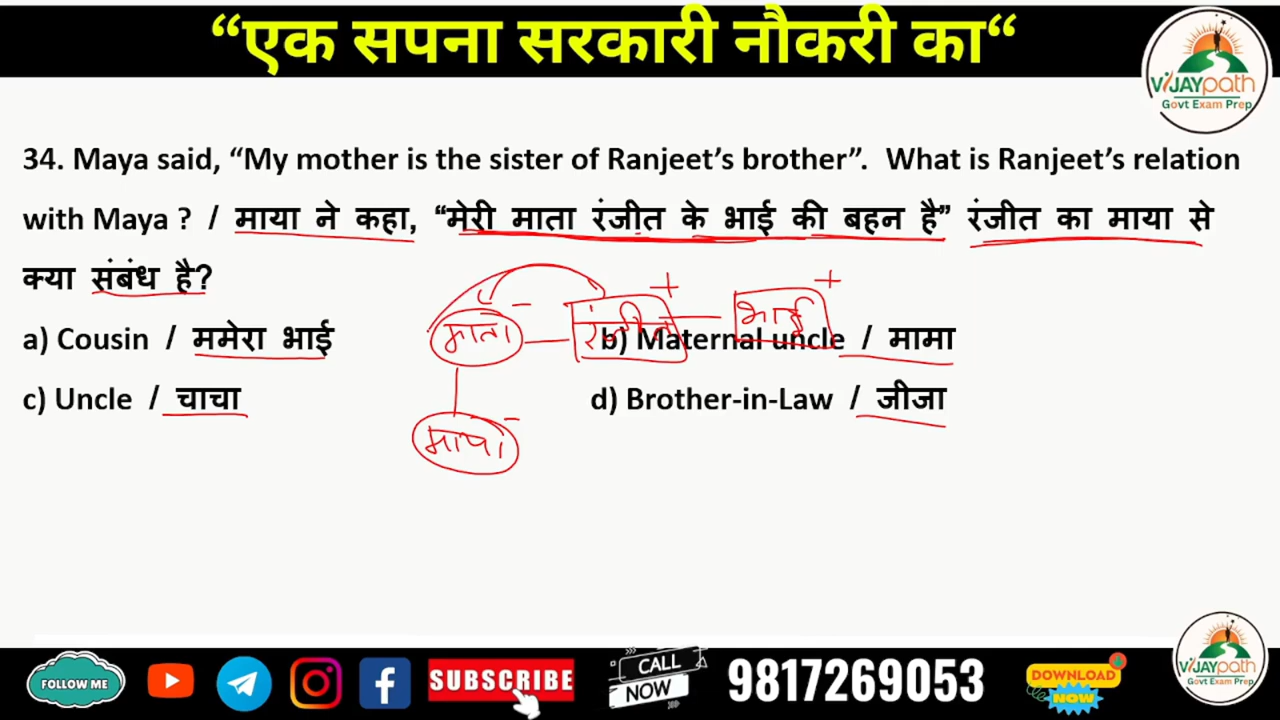 “एक सपना सरकारी नौकरी का“
VIJAYpath
Govt Exam Prep
34. Maya said, “My mother is the sister of Ranjeet’s brother”. What is Ranjeet’s relation
with Maya ? / माया ने कहा, “मेरी माता रंजीत के भाई की बहन है” रंजीत का माया से
क्या संबंध है?
माता – रंजीत + भाई +
a) Cousin / ममेरा भाई b) Maternal uncle / मामा
c) Uncle / चाचा d) Brother-in-Law / जीजा
माया –
FOLLOW ME
SUBSCRIBE
CALL
NOW
9817269053
DOWNLOAD
NOW
VIJAYpath
Govt Exam Prep